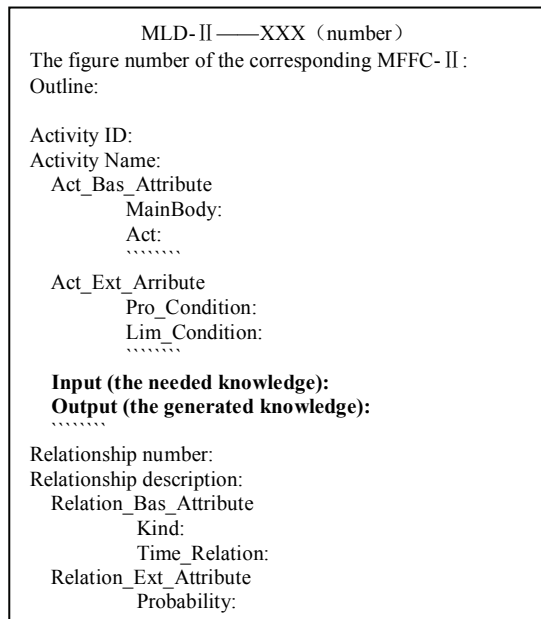 MLD-Ⅱ——XXX（number）
The figure number of the corresponding MFFC-Ⅱ:
Outline:
Activity ID:
Activity Name:
Act_Bas_Attribute
MainBody:
Act:
````````
Act_Ext_Arribute
Pro_Condition:
Lim_Condition:
````````
Input (the needed knowledge):
Output (the generated knowledge):
````````
Relationship number:
Relationship description:
Relation_Bas_Attribute
Kind:
Time_Relation:
Relation_Ext_Attribute
Probability: